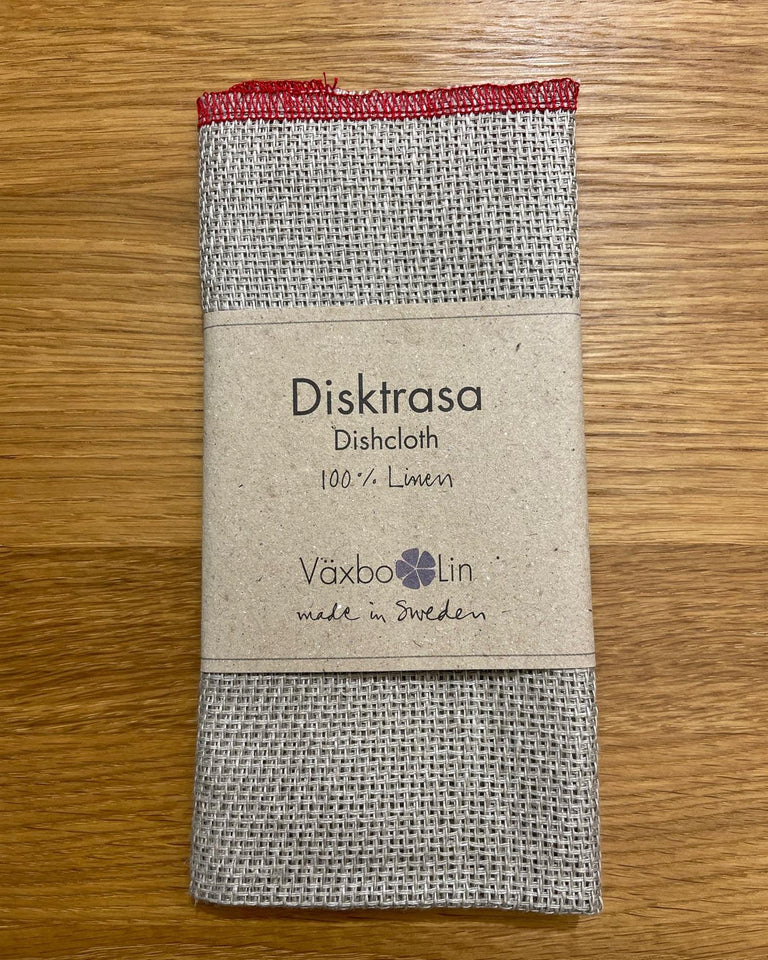 Disktrasa
Dishcloth
100% Linen
Växbo Lin
made in Sweden